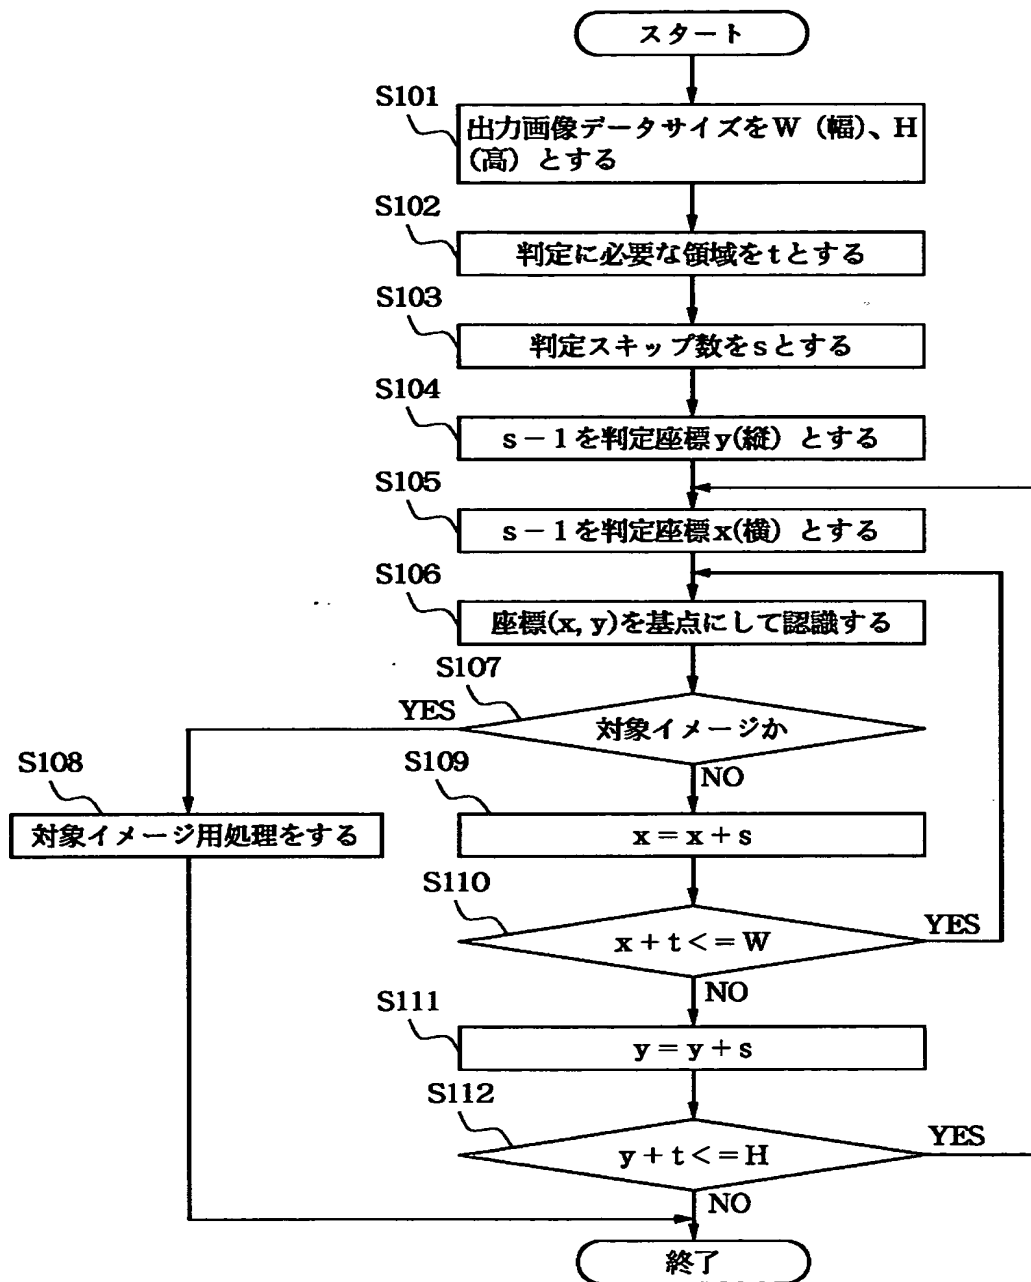 スタート
S101
出力画像データサイズをW（幅）、H
（高）とする
S102
判定に必要な領域をtとする
S103
判定スキップ数をsとする
S104
s－1を判定座標y(縦）とする
S105
s－1を判定座標x(横）とする
S106
座標(x, y)を基点にして認識する
S107
YES
対象イメージか
NO
S108
対象イメージ用処理をする
S109
x = x + s
S110
x + t < = W
YES
NO
S111
y = y + s
S112
y + t < = H
YES
NO
終了